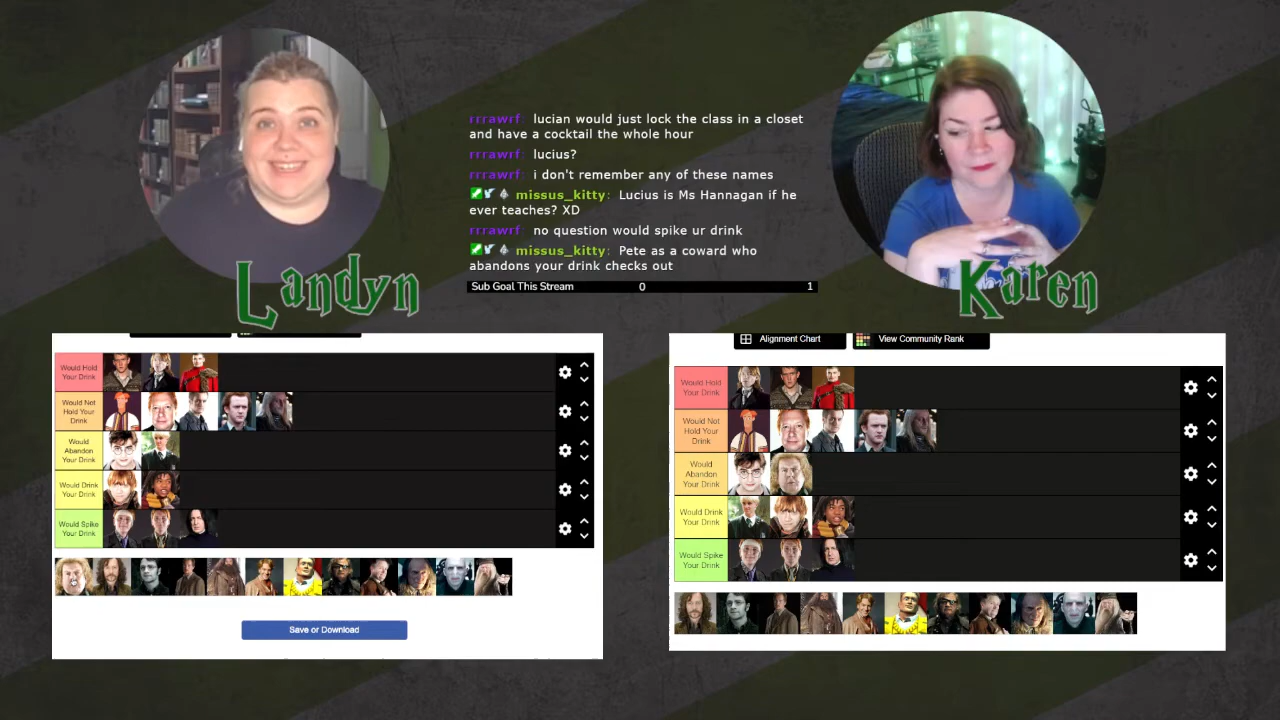 rrrawrf: lucian would just lock the class in a closet
and have a cocktail the whole hour
rrrawrf: lucius?
rrrawrf: i don't remember any of these names
missus_kitty: Lucius is Ms Hannagan if he
ever teaches? XD
rrrawrf: no question would spike ur drink
missus_kitty: Pete as a coward who
abandons your drink checks out
Sub Goal This Stream 0 1
Landyn
Karen
Would Hold
Your Drink
Would Not
Hold Your
Drink
Would
Abandon
Your Drink
Would Drink
Your Drink
Would Spike
Your Drink
Save or Download
Alignment Chart
View Community Rank
Would Hold
Your Drink
Would Not
Hold Your
Drink
Would
Abandon
Your Drink
Would Drink
Your Drink
Would Spike
Your Drink